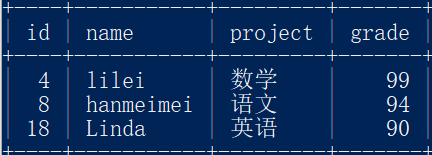 id name project grade
4 lilei 数学 99
8 hanmeimei 语文 94
18 Linda 英语 90